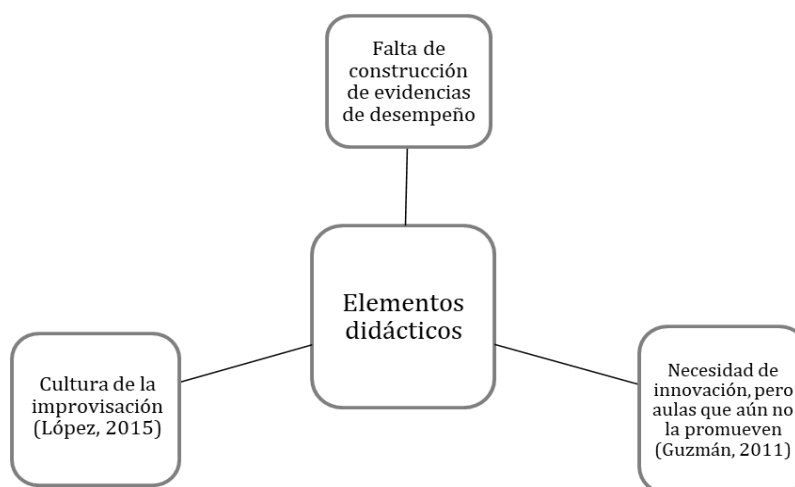 Falta de
construcción
de evidencias
de desempeño
Elementos
didácticos
Cultura de la
improvisación
(López, 2015)
Necesidad de
innovación, pero
aulas que aún no
la promueven
(Guzmán, 2011)